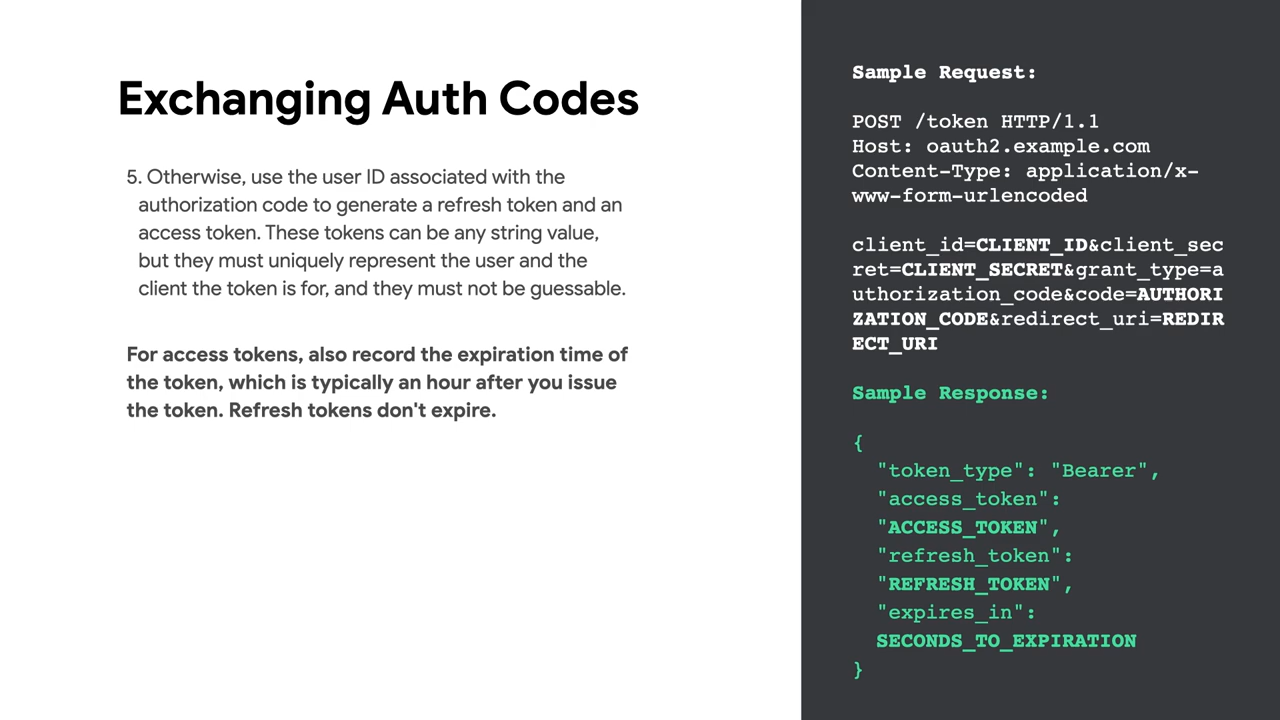 Exchanging Auth Codes
5. Otherwise, use the user ID associated with the
authorization code to generate a refresh token and an
access token. These tokens can be any string value,
but they must uniquely represent the user and the
client the token is for, and they must not be guessable.
For access tokens, also record the expiration time of
the token, which is typically an hour after you issue
the token. Refresh tokens don't expire.
Sample Request:
POST /token HTTP/1.1
Host: oauth2.example.com
Content-Type: application/x-
www-form-urlencoded
client_id=CLIENT_ID&client_sec
ret=CLIENT_SECRET&grant_type=a
uthorization_code&code=AUTHORI
ZATION_CODE&redirect_uri=REDIR
ECT_URI
Sample Response:
{
"token_type": "Bearer",
"access_token":
"ACCESS_TOKEN",
"refresh_token":
"REFRESH_TOKEN",
"expires_in":
SECONDS_TO_EXPIRATION
}